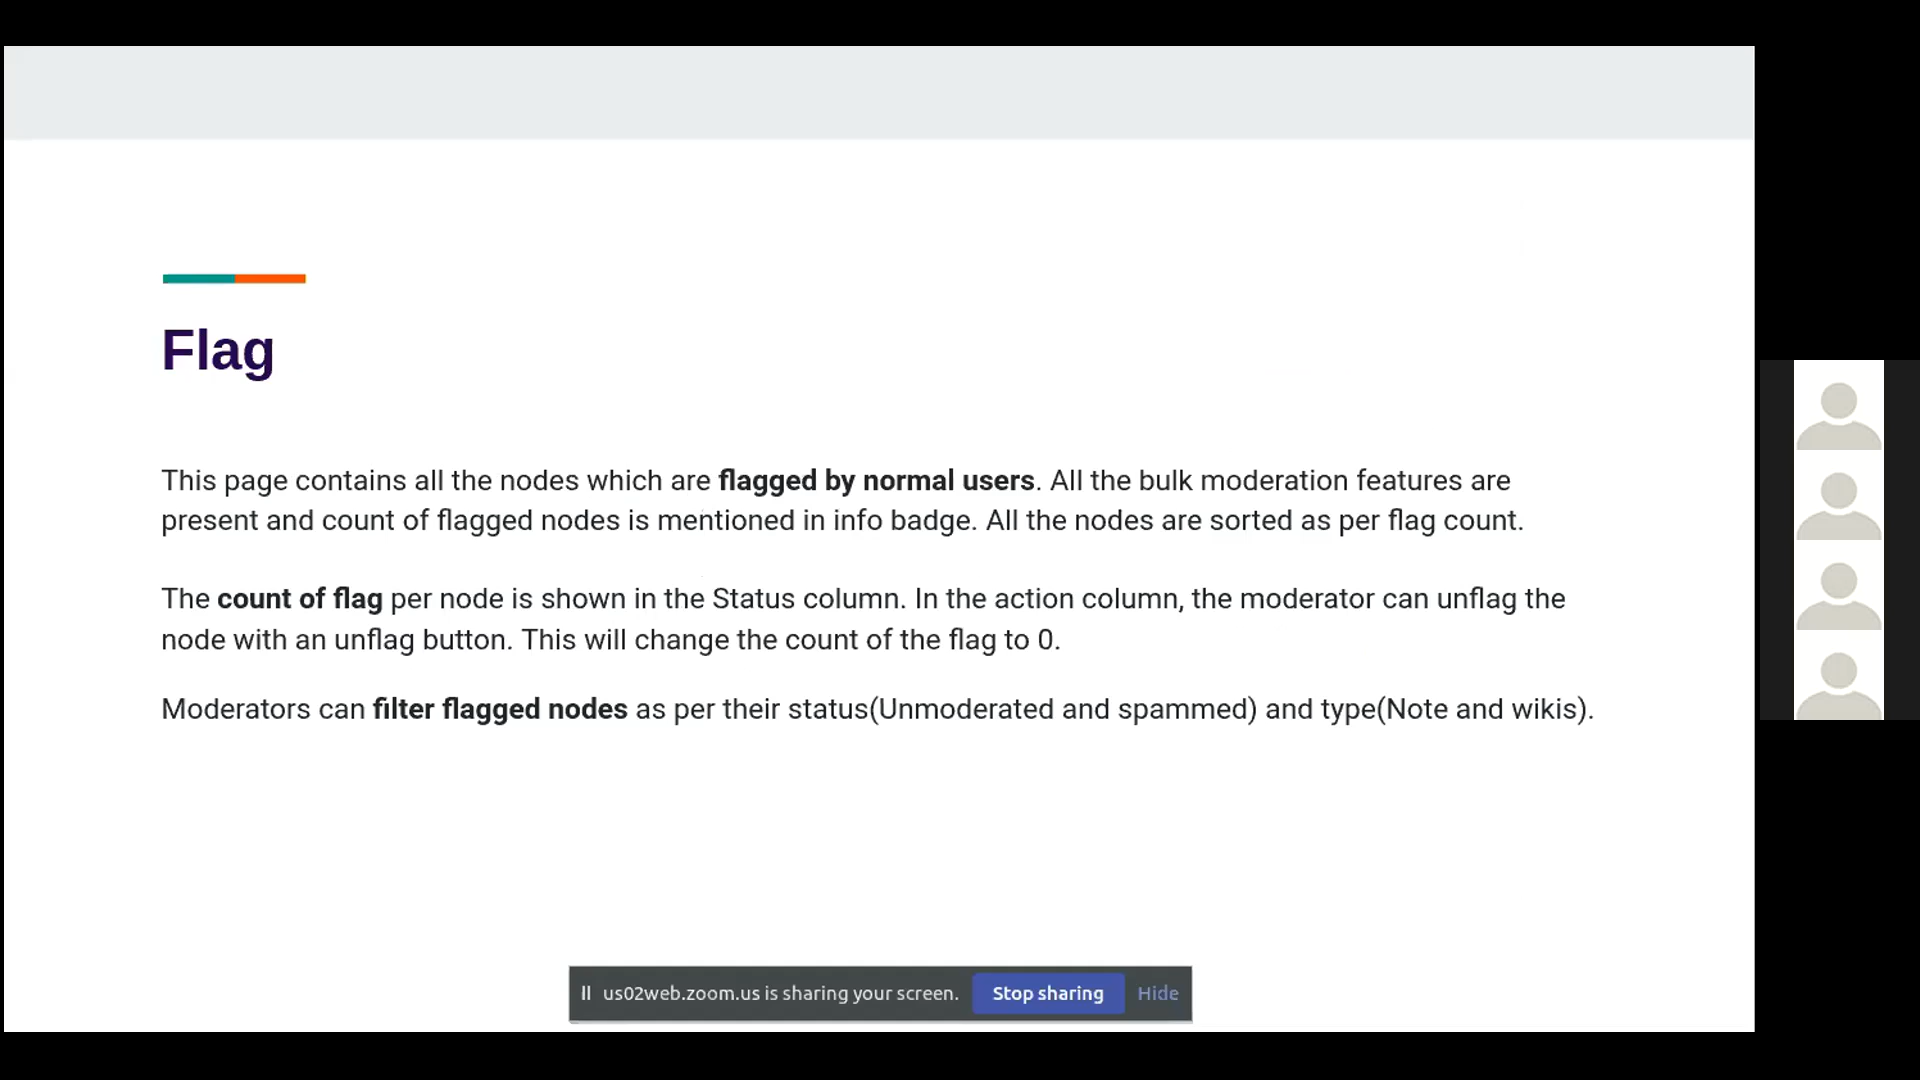 Flag
This page contains all the nodes which are flagged by normal users. All the bulk moderation features are
present and count of flagged nodes is mentioned in info badge. All the nodes are sorted as per flag count.
The count of flag per node is shown in the Status column. In the action column, the moderator can unflag the
node with an unflag button. This will change the count of the flag to 0.
Moderators can filter flagged nodes as per their status(Unmoderated and spammed) and type(Note and wikis).
us02web.zoom.us is sharing your screen. Stop sharing Hide